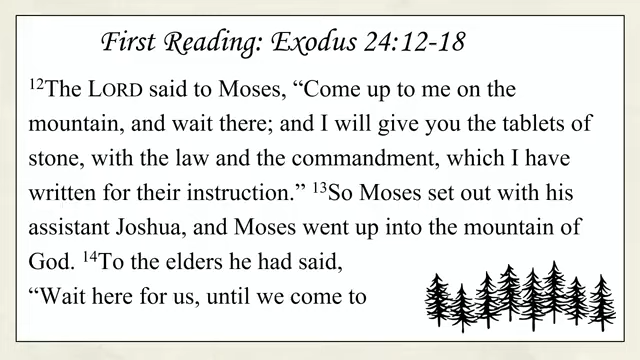 First Reading: Exodus 24:12-18
¹²The LORD said to Moses, “Come up to me on the
mountain, and wait there; and I will give you the tablets of
stone, with the law and the commandment, which I have
written for their instruction.” ¹³So Moses set out with his
assistant Joshua, and Moses went up into the mountain of
God. ¹⁴To the elders he had said,
“Wait here for us, until we come to